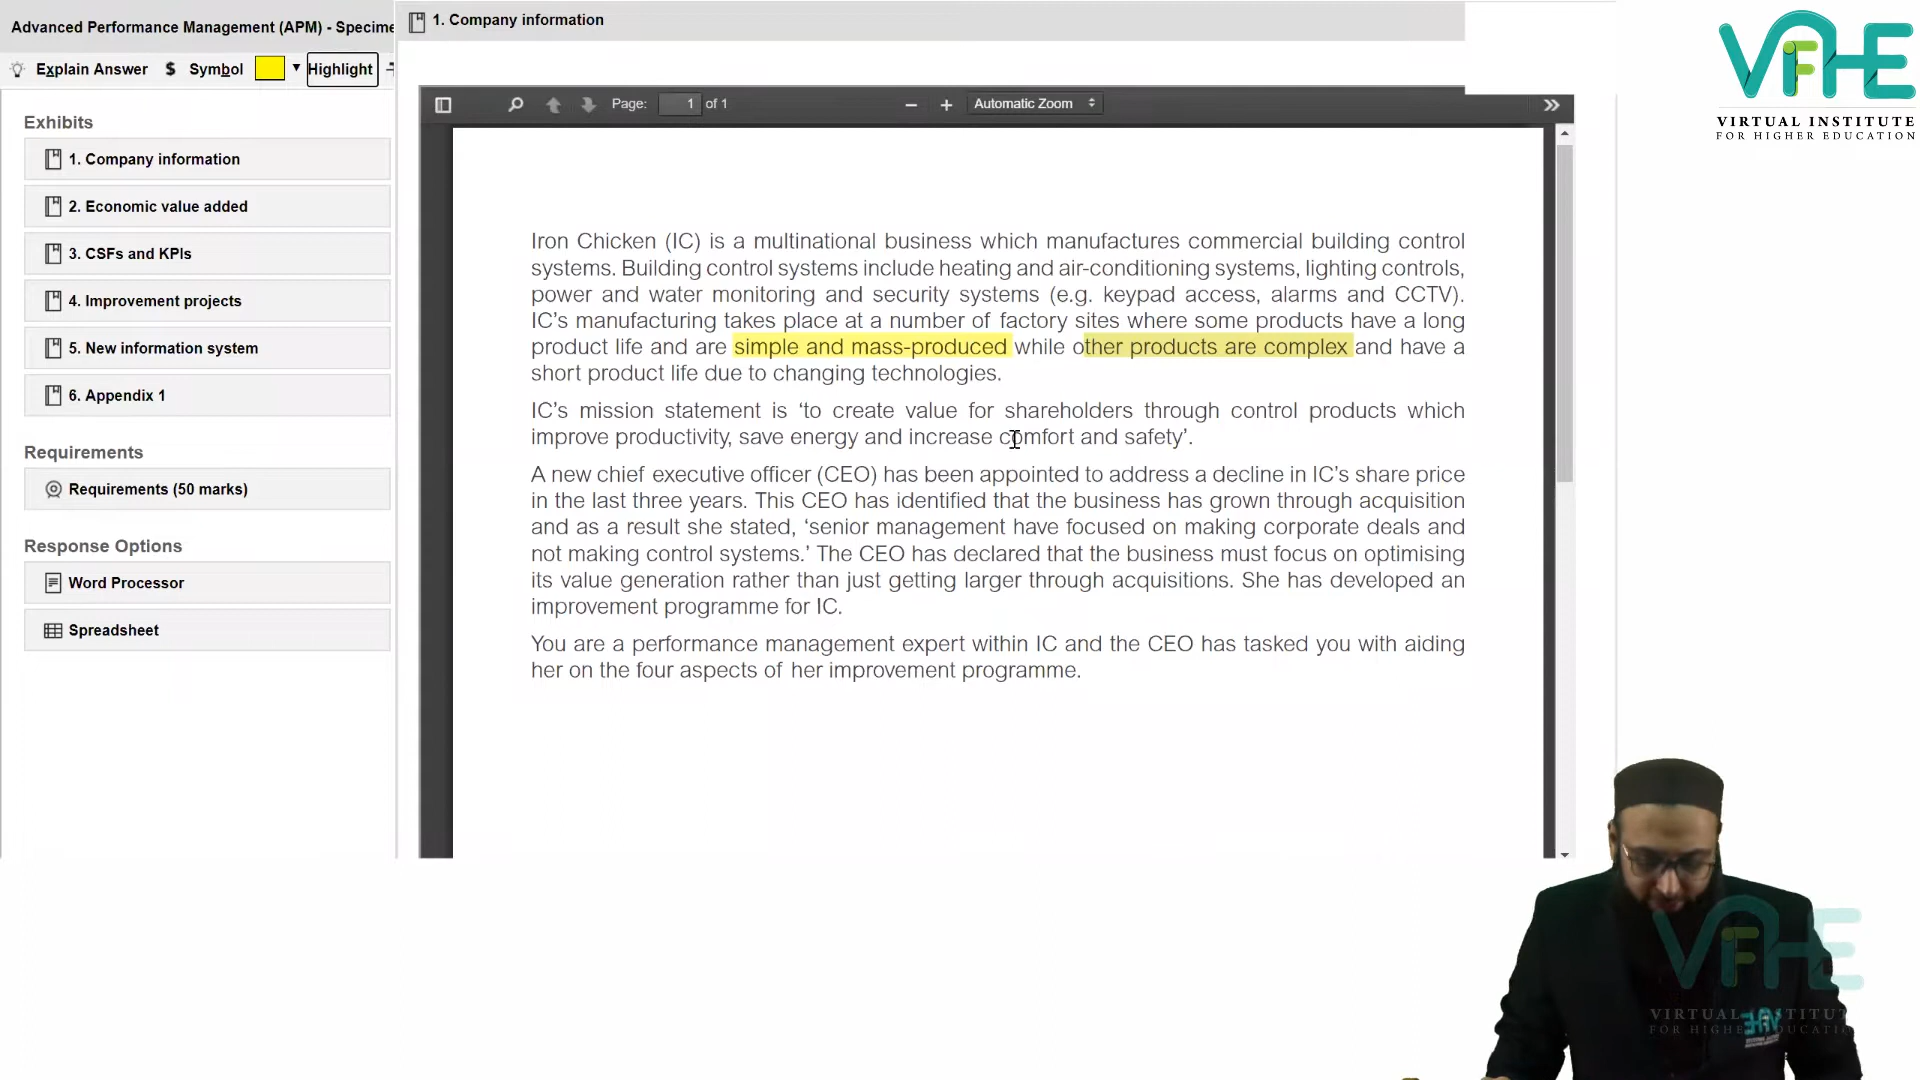 Advanced Performance Management (APM) - Specime
Explain Answer $ Symbol Highlight
Exhibits
1. Company information
2. Economic value added
3. CSFs and KPIs
4. Improvement projects
5. New information system
6. Appendix 1
Requirements
Requirements (50 marks)
Response Options
Word Processor
Spreadsheet
1. Company information
Page: 1 of 1
Automatic Zoom
Iron Chicken (IC) is a multinational business which manufactures commercial building control
systems. Building control systems include heating and air-conditioning systems, lighting controls,
power and water monitoring and security systems (e.g. keypad access, alarms and CCTV).
IC’s manufacturing takes place at a number of factory sites where some products have a long
product life and are simple and mass-produced while other products are complex and have a
short product life due to changing technologies.
IC’s mission statement is ‘to create value for shareholders through control products which
improve productivity, save energy and increase comfort and safety’.
A new chief executive officer (CEO) has been appointed to address a decline in IC’s share price
in the last three years. This CEO has identified that the business has grown through acquisition
and as a result she stated, ‘senior management have focused on making corporate deals and
not making control systems.’ The CEO has declared that the business must focus on optimising
its value generation rather than just getting larger through acquisitions. She has developed an
improvement programme for IC.
You are a performance management expert within IC and the CEO has tasked you with aiding
her on the four aspects of her improvement programme.
VIFHE
VIRTUAL INSTITUTE
FOR HIGHER EDUCATION
VIFHE
VIRTUAL INSTITUT
FOR HIGHER EDUCATI